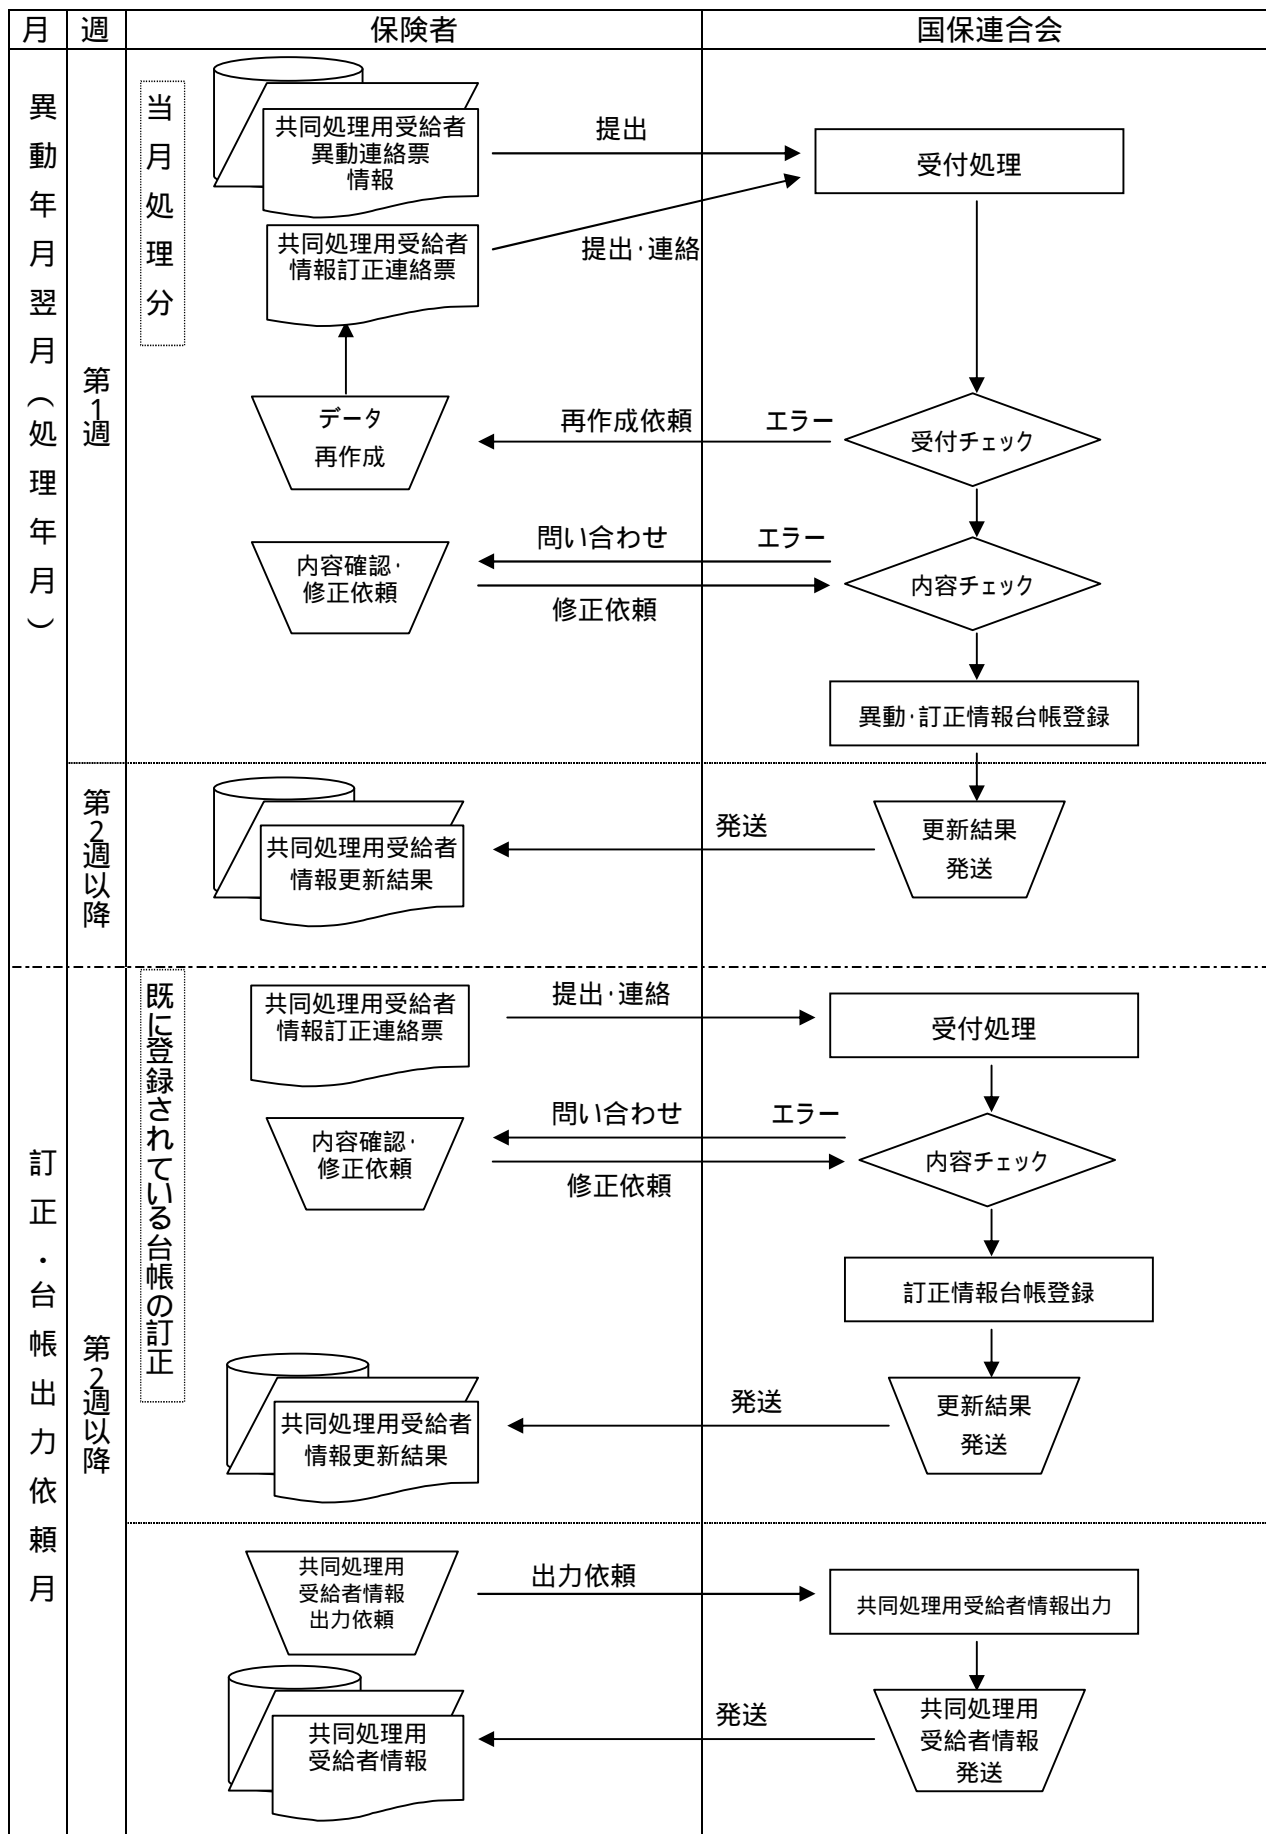 月
週
保険者
国保連合会
異動年月翌月(処理年月)
第1週
当月処理分
共同処理用受給者
異動連絡票
情報
提出
受付処理
共同処理用受給者
情報訂正連絡票
提出・連絡
データ
再作成
再作成依頼
エラー
受付チェック
内容確認・
修正依頼
問い合わせ
エラー
修正依頼
内容チェック
異動・訂正情報台帳登録
第2週以降
共同処理用受給者
情報更新結果
発送
更新結果
発送
訂正・台帳出力依頼月
第2週以降
既に登録されている台帳の訂正
共同処理用受給者
情報訂正連絡票
提出・連絡
受付処理
内容確認・
修正依頼
問い合わせ
エラー
修正依頼
内容チェック
訂正情報台帳登録
共同処理用受給者
情報更新結果
発送
更新結果
発送
共同処理用
受給者情報
出力依頼
出力依頼
共同処理用受給者情報出力
共同処理用
受給者情報
発送
共同処理用
受給者情報
発送